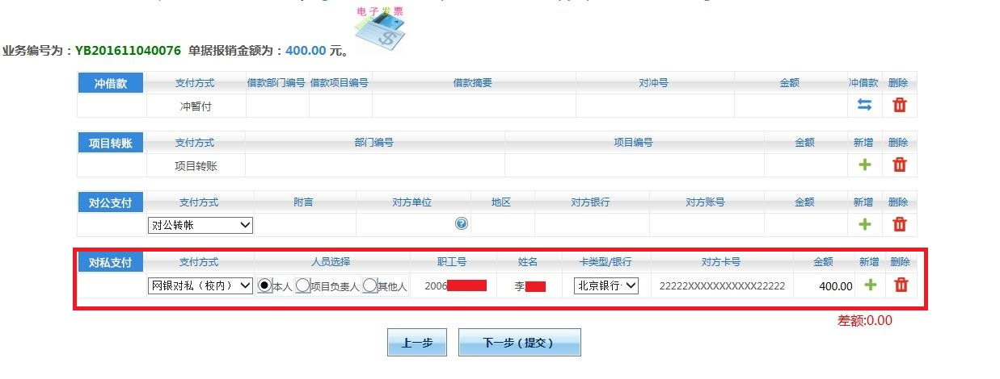 电子发票
业务编号为：YB201611040076 单据报销金额为：400.00 元。
冲借款 支付方式 借款部门编号 借款项目编号 借款摘要 对冲号 金额 冲借款 删除
冲暂付
项目转账 支付方式 部门编号 项目编号 金额 新增 删除
项目转账
对公支付 支付方式 附言 对方单位 地区 对方银行 对方账号 金额 新增 删除
对公转帐
对私支付 支付方式 人员选择 职工号 姓名 卡类型/银行 对方卡号 金额 新增 删除
网银对私（校内） 本人 项目负责人 其他人 2006 李 北京银行 22222XXXXXXXXXXX22222 400.00
差额:0.00
上一步 下一步（提交）